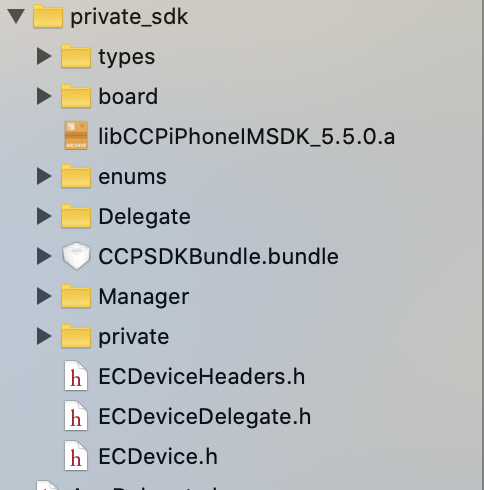 private_sdk
types
board
libCCPiPhoneIMSDK_5.5.0.a
enums
Delegate
CCPSDKBundle.bundle
Manager
private
ECDeviceHeaders.h
ECDeviceDelegate.h
ECDevice.h